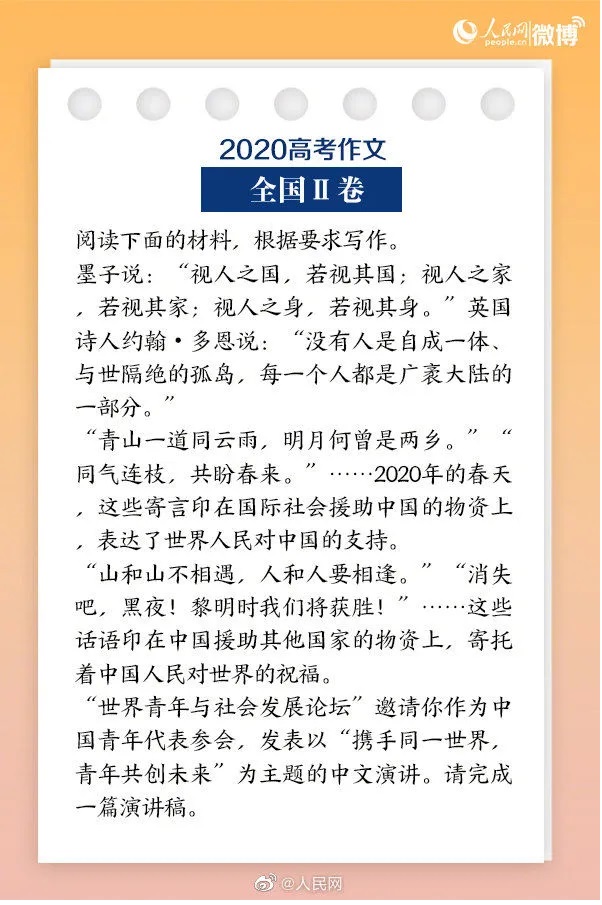 人民网 微博
people.cn
2020高考作文
全国Ⅱ卷
阅读下面的材料，根据要求写作。
墨子说：“视人之国，若视其国；视人之家
，若视其家；视人之身，若视其身。”英国
诗人约翰·多恩说：“没有人是自成一体、
与世隔绝的孤岛，每一个人都是广袤大陆的
一部分。”
“青山一道同云雨，明月何曾是两乡。”“
同气连枝，共盼春来。”……2020年的春天
，这些寄言印在国际社会援助中国的物资上
，表达了世界人民对中国的支持。
“山和山不相遇，人和人要相逢。”“消失
吧，黑夜！黎明时我们将获胜！”……这些
话语印在中国援助其他国家的物资上，寄托
着中国人民对世界的祝福。
“世界青年与社会发展论坛”邀请你作为中
国青年代表参会，发表以“携手同一世界，
青年共创未来”为主题的中文演讲。请完成
一篇演讲稿。
@人民网